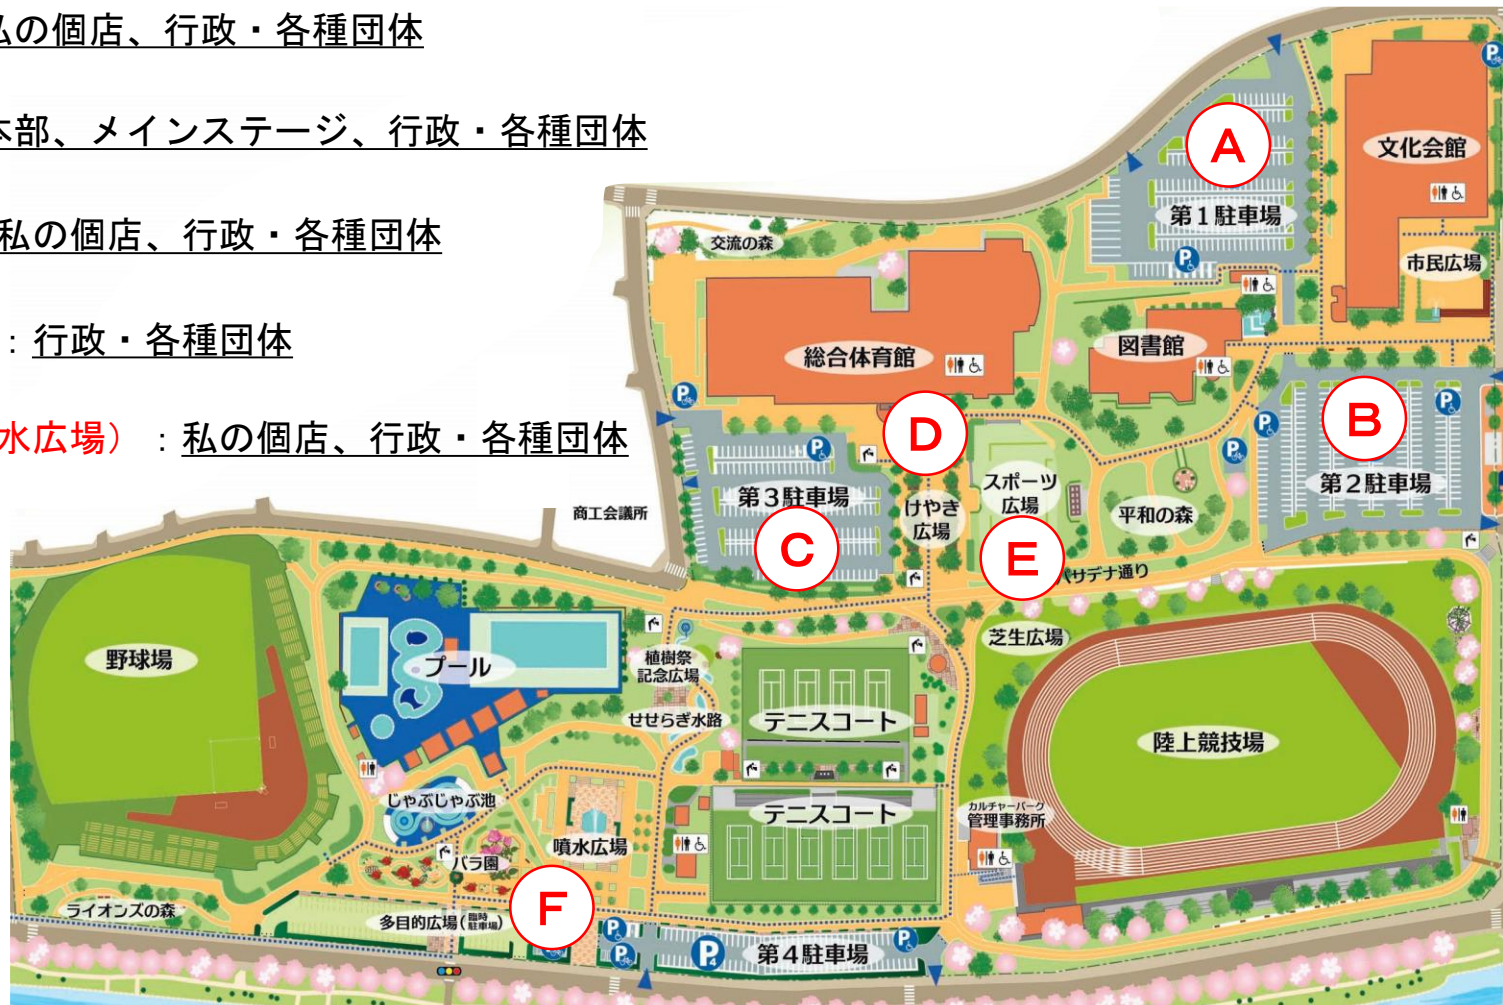 私の個店、行政・各種団体
本部、メインステージ、行政・各種団体
私の個店、行政・各種団体
：行政・各種団体
水広場）：私の個店、行政・各種団体
A
文化会館
第１駐車場
交流の森
市民広場
図書館
総合体育館
B
D
第２駐車場
スポーツ
広場
第３駐車場
けやき
広場
平和の森
商工会議所
C
E
パサデナ通り
芝生広場
野球場
プール
植樹祭
記念広場
せせらぎ水路
テニスコート
陸上競技場
じゃぶじゃぶ池
テニスコート
カルチャーパーク
管理事務所
噴水広場
バラ園
F
ライオンズの森
多目的広場(臨時駐車場)
第４駐車場
P4